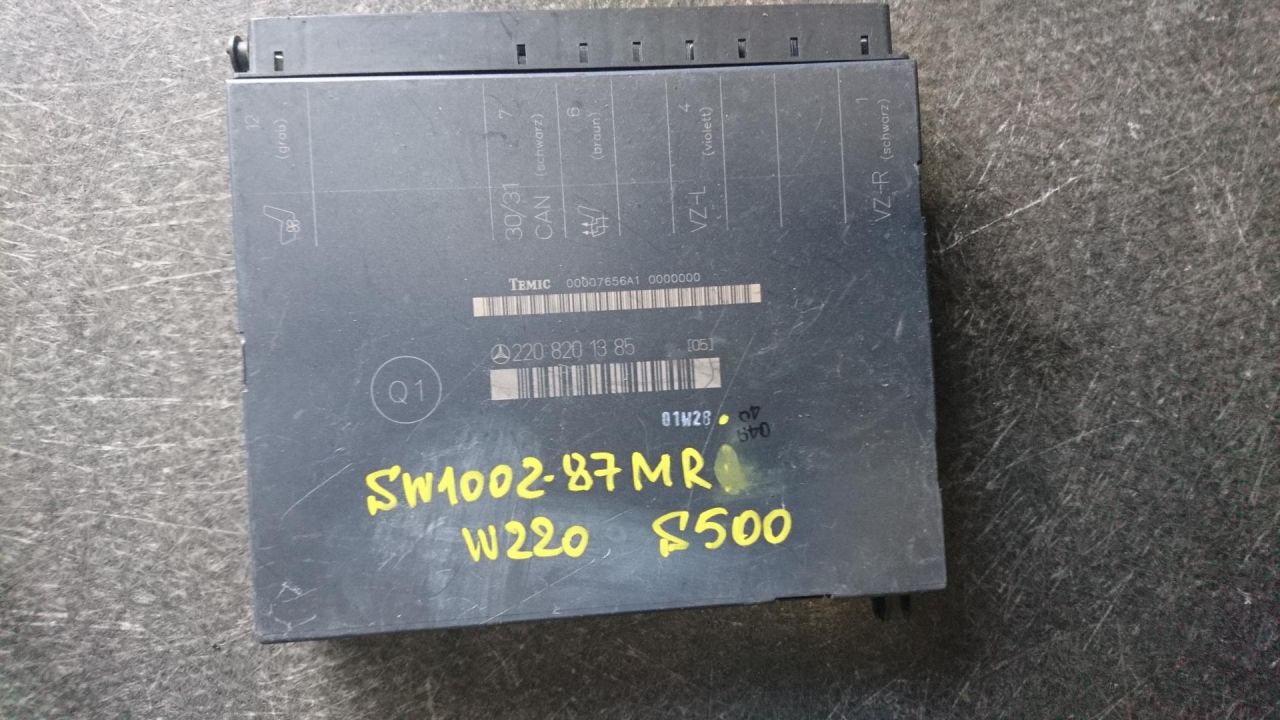 12
(grab)
30/31 7
CAN (schwarz)
6
(braun)
VZ-L 4
(violett)
1
VZ-R (schwarz)
TEMIC 00007656A1 0000000
220 820 13 85 [05]
Q1
01W28
SW1002-87MR
W220 S500